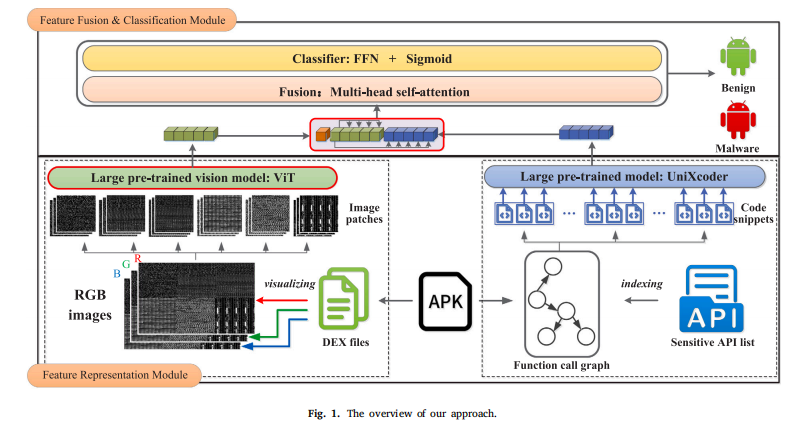 Feature Fusion & Classification Module
Classifier: FFN + Sigmoid
Fusion: Multi-head self-attention
Benign
Malware
Large pre-trained vision model: ViT
Large pre-trained model: UniXcoder
Image
patches
Code
snippets
...
...
B
G
R
RGB
images
visualizing
DEX files
APK
Function call graph
indexing
API
Sensitive API list
Feature Representation Module
Fig. 1. The overview of our approach.